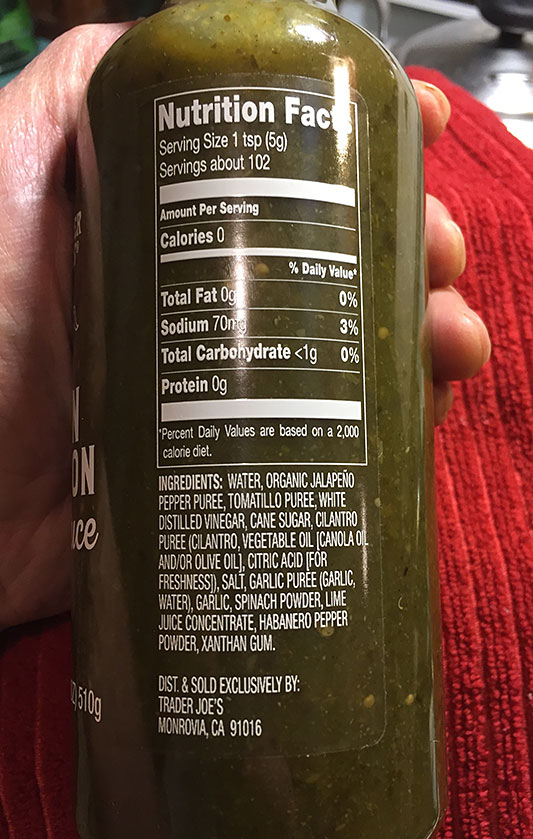 Nutrition Fac
Serving Size 1 tsp (5g)
Servings about 102
Amount Per Serving
Calories 0
% Daily Value*
Total Fat 0g 0%
Sodium 70mg 3%
Total Carbohydrate <1g 0%
Protein 0g
*Percent Daily Values are based on a 2,000
calorie diet.
INGREDIENTS: WATER, ORGANIC JALAPEÑO
PEPPER PUREE, TOMATILLO PUREE, WHITE
DISTILLED VINEGAR, CANE SUGAR, CILANTRO
PUREE (CILANTRO, VEGETABLE OIL [CANOLA OIL
AND/OR OLIVE OIL], CITRIC ACID [FOR
FRESHNESS]), SALT, GARLIC PUREE (GARLIC,
WATER), GARLIC, SPINACH POWDER, LIME
JUICE CONCENTRATE, HABANERO PEPPER
POWDER, XANTHAN GUM.
DIST. & SOLD EXCLUSIVELY BY:
TRADER JOE'S
MONROVIA, CA 91016
N
ON
ce
510g